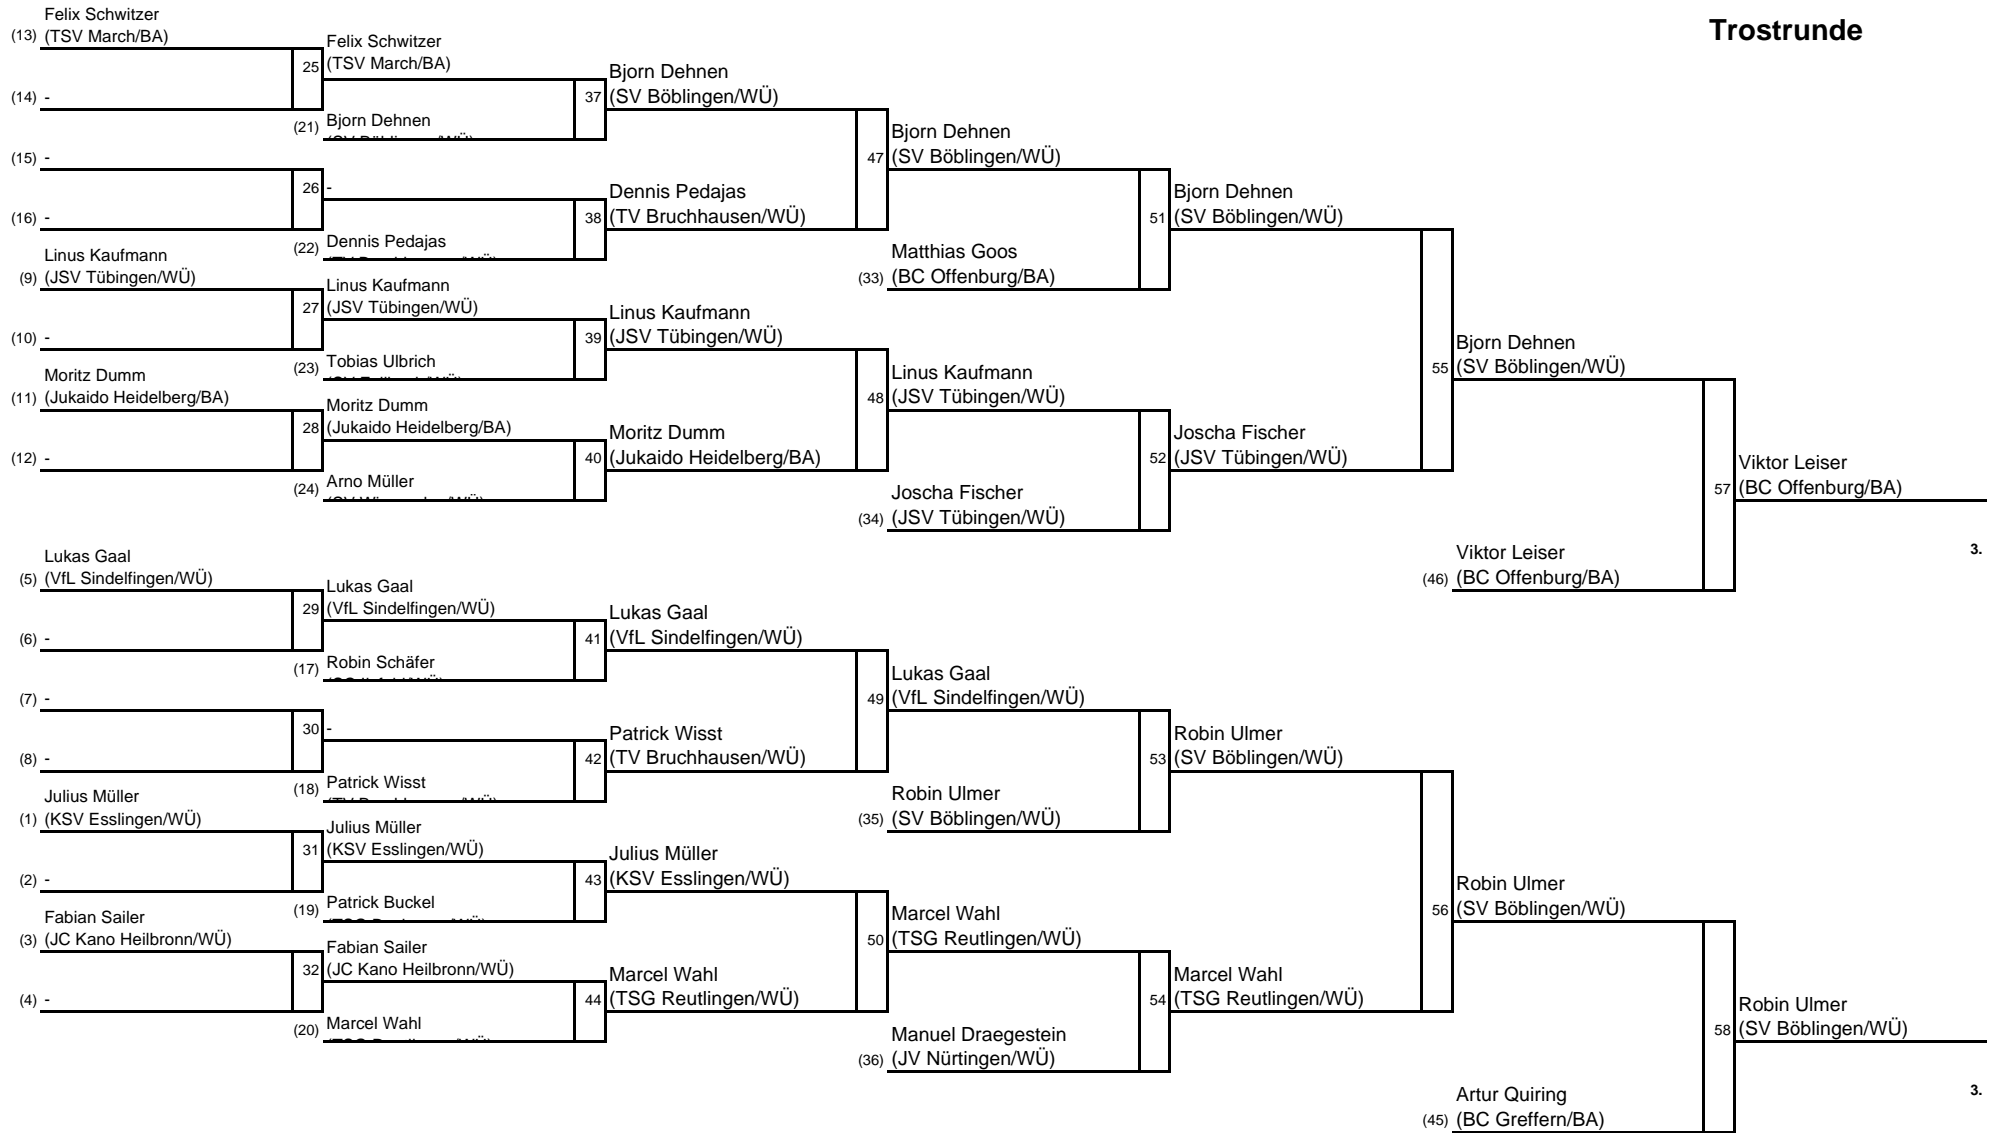 Trostrunde
Felix Schwitzer
(13) (TSV March/BA)
(14) -
(15) -
(16) -
Linus Kaufmann
(9) (JSV Tübingen/WÜ)
(10) -
Moritz Dumm
(11) (Jukaido Heidelberg/BA)
(12) -
Lukas Gaal
(5) (VfL Sindelfingen/WÜ)
(6) -
(7) -
(8) -
Julius Müller
(1) (KSV Esslingen/WÜ)
(2) -
Fabian Sailer
(3) (JC Kano Heilbronn/WÜ)
(4) -
Felix Schwitzer
25 (TSV March/BA)
(21) Bjorn Dehnen
26 -
(22) Dennis Pedajas
Linus Kaufmann
27 (JSV Tübingen/WÜ)
(23) Tobias Ulbrich
Moritz Dumm
28 (Jukaido Heidelberg/BA)
(24) Arno Müller
Lukas Gaal
29 (VfL Sindelfingen/WÜ)
(17) Robin Schäfer
30 -
(18) Patrick Wisst
Julius Müller
31 (KSV Esslingen/WÜ)
(19) Patrick Buckel
Fabian Sailer
32 (JC Kano Heilbronn/WÜ)
(20) Marcel Wahl
Bjorn Dehnen
37 (SV Böblingen/WÜ)
Dennis Pedajas
38 (TV Bruchhausen/WÜ)
Linus Kaufmann
39 (JSV Tübingen/WÜ)
Moritz Dumm
40 (Jukaido Heidelberg/BA)
Lukas Gaal
41 (VfL Sindelfingen/WÜ)
Patrick Wisst
42 (TV Bruchhausen/WÜ)
Julius Müller
43 (KSV Esslingen/WÜ)
Marcel Wahl
44 (TSG Reutlingen/WÜ)
Bjorn Dehnen
47 (SV Böblingen/WÜ)
Matthias Goos
(33) (BC Offenburg/BA)
Linus Kaufmann
48 (JSV Tübingen/WÜ)
Joscha Fischer
(34) (JSV Tübingen/WÜ)
Lukas Gaal
49 (VfL Sindelfingen/WÜ)
Robin Ulmer
(35) (SV Böblingen/WÜ)
Marcel Wahl
50 (TSG Reutlingen/WÜ)
Manuel Draegestein
(36) (JV Nürtingen/WÜ)
Bjorn Dehnen
51 (SV Böblingen/WÜ)
Joscha Fischer
52 (JSV Tübingen/WÜ)
Robin Ulmer
53 (SV Böblingen/WÜ)
Marcel Wahl
54 (TSG Reutlingen/WÜ)
Bjorn Dehnen
55 (SV Böblingen/WÜ)
Viktor Leiser
(46) (BC Offenburg/BA)
Robin Ulmer
56 (SV Böblingen/WÜ)
Artur Quiring
(45) (BC Greffern/BA)
Viktor Leiser
57 (BC Offenburg/BA)
3.
Robin Ulmer
58 (SV Böblingen/WÜ)
3.